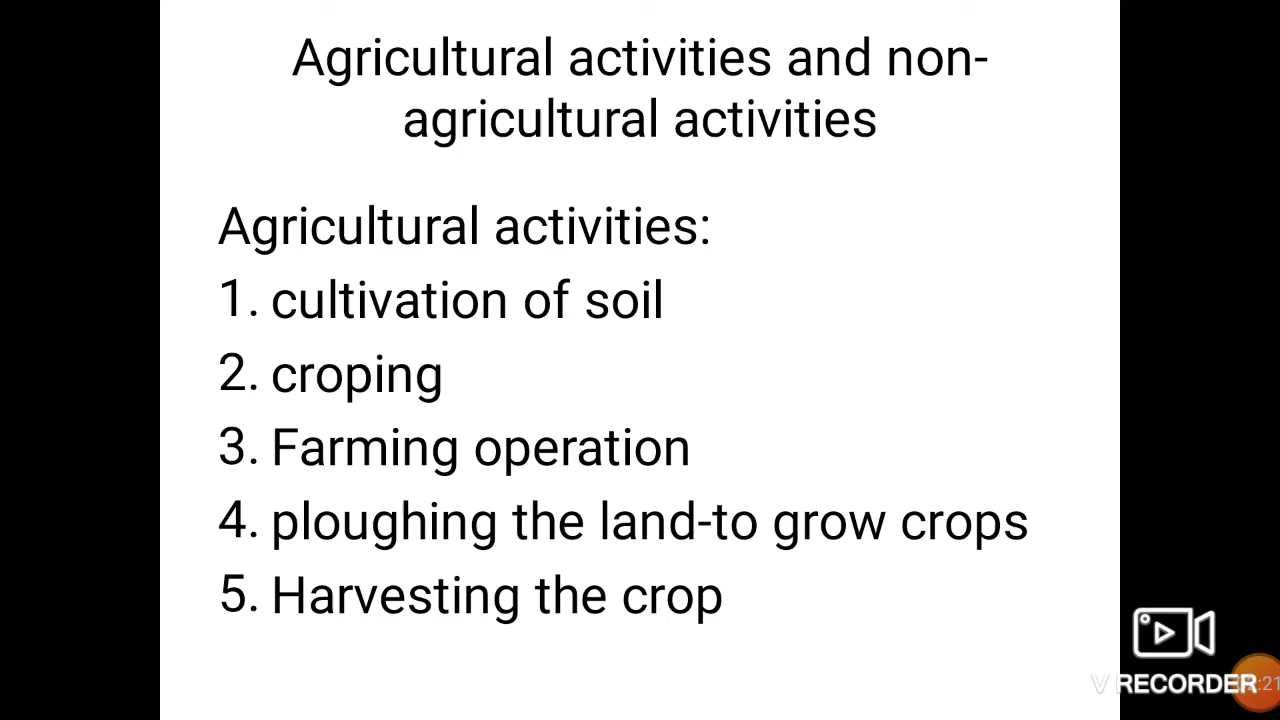 Agricultural activities and non-
agricultural activities
Agricultural activities:
1. cultivation of soil
2. croping
3. Farming operation
4. ploughing the land-to grow crops
5. Harvesting the crop
V RECORDER
:21